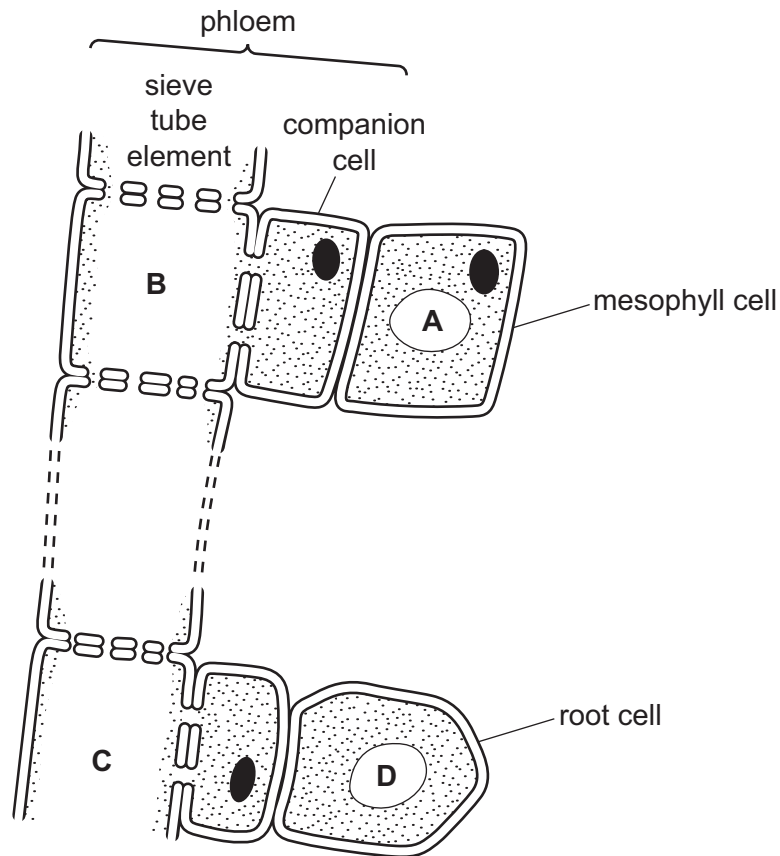 phloem
sieve
tube
element
companion
cell
B
A
mesophyll cell
root cell
C
D